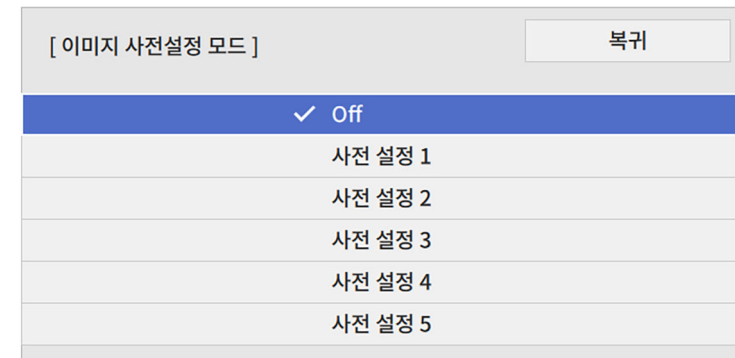 [ 이미지 사전설정 모드 ]
복귀
Off
사전 설정 1
사전 설정 2
사전 설정 3
사전 설정 4
사전 설정 5